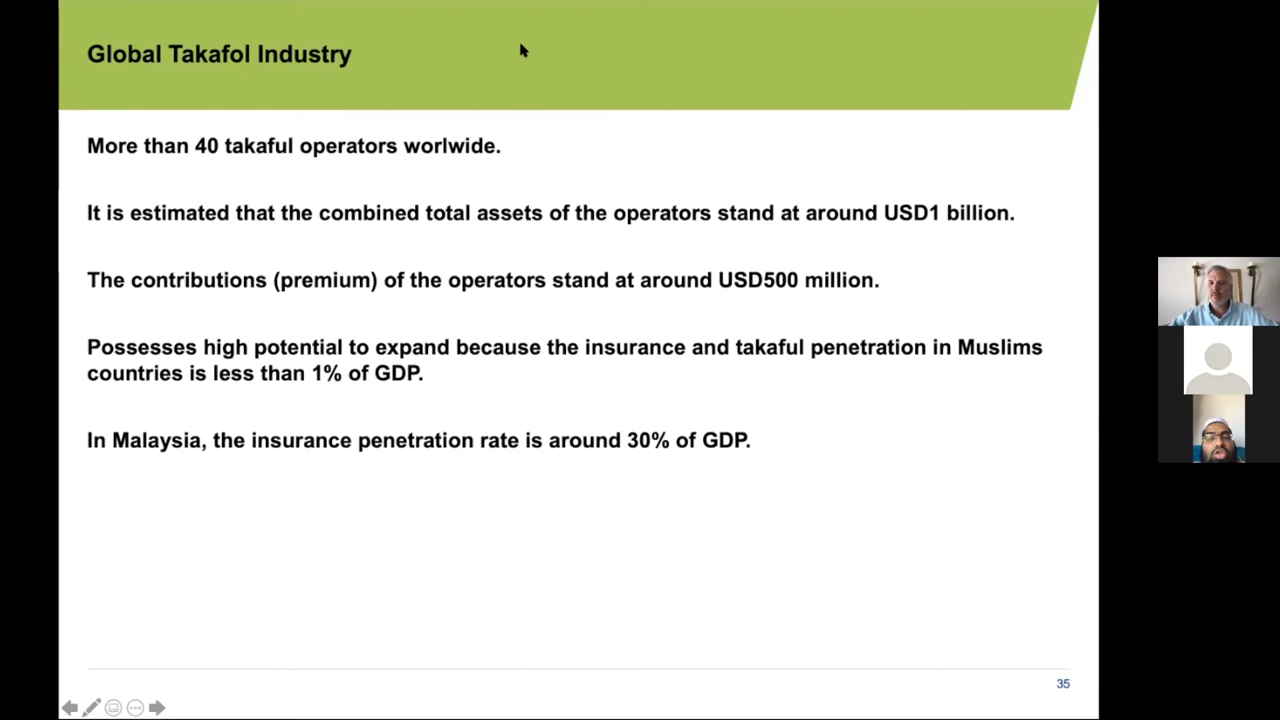 Global Takafol Industry
More than 40 takaful operators worlwide.
It is estimated that the combined total assets of the operators stand at around USD1 billion.
The contributions (premium) of the operators stand at around USD500 million.
Possesses high potential to expand because the insurance and takaful penetration in Muslims
countries is less than 1% of GDP.
In Malaysia, the insurance penetration rate is around 30% of GDP.
35